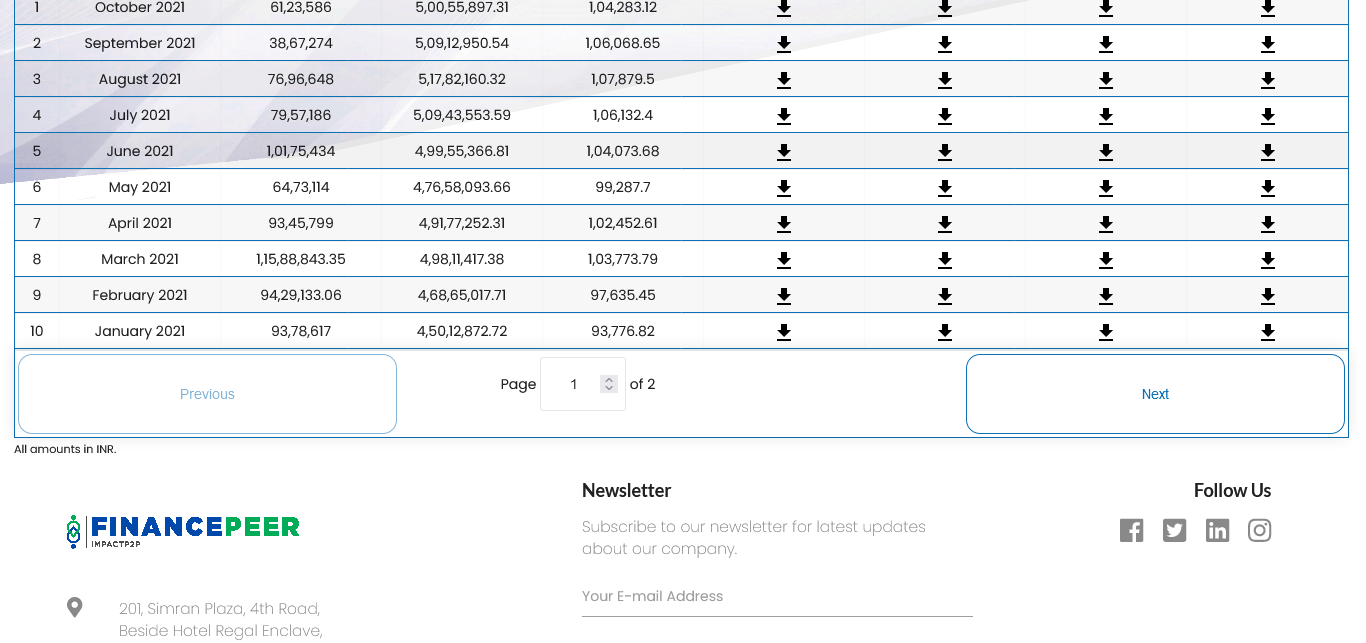 1 October 2021 61,23,586 5,00,55,897.31 1,04,283.12
2 September 2021 38,67,274 5,09,12,950.54 1,06,068.65
3 August 2021 76,96,648 5,17,82,160.32 1,07,879.5
4 July 2021 79,57,186 5,09,43,553.59 1,06,132.4
5 June 2021 1,01,75,434 4,99,55,366.81 1,04,073.68
6 May 2021 64,73,114 4,76,58,093.66 99,287.7
7 April 2021 93,45,799 4,91,77,252.31 1,02,452.61
8 March 2021 1,15,88,843.35 4,98,11,417.38 1,03,773.79
9 February 2021 94,29,133.06 4,68,65,017.71 97,635.45
10 January 2021 93,78,617 4,50,12,872.72 93,776.82
Previous Page 1 of 2 Next
All amounts in INR.
FINANCEPEER
IMPACTP2P
201, Simran Plaza, 4th Road,
Beside Hotel Regal Enclave,
Newsletter
Subscribe to our newsletter for latest updates
about our company.
Your E-mail Address
Follow Us